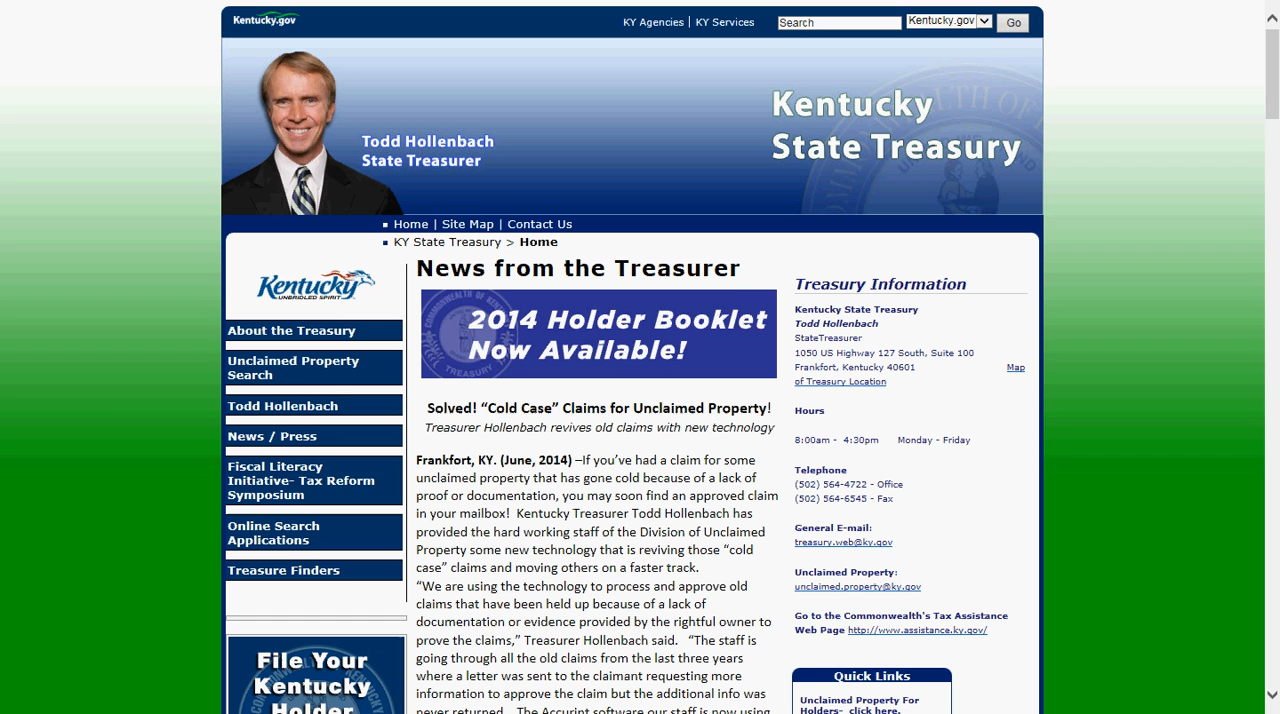 Kentucky.gov
KY Agencies | KY Services
Search
Kentucky.gov
Go
Todd Hollenbach
State Treasurer
Kentucky
State Treasury
Home | Site Map | Contact Us
KY State Treasury > Home
Kentucky
UNBRIDLED SPIRIT
About the Treasury
Unclaimed Property
Search
Todd Hollenbach
News / Press
Fiscal Literacy
Initiative- Tax Reform
Symposium
Online Search
Applications
Treasure Finders
File Your
Kentucky
Holder
News from the Treasurer
2014 Holder Booklet
Now Available!
Solved! “Cold Case” Claims for Unclaimed Property!
Treasurer Hollenbach revives old claims with new technology
Frankfort, KY. (June, 2014) –If you’ve had a claim for some
unclaimed property that has gone cold because of a lack of
proof or documentation, you may soon find an approved claim
in your mailbox!  Kentucky Treasurer Todd Hollenbach has
provided the hard working staff of the Division of Unclaimed
Property some new technology that is reviving those “cold
case” claims and moving others on a faster track.
“We are using the technology to process and approve old
claims that have been held up because of a lack of
documentation or evidence provided by the rightful owner to
prove the claims,” Treasurer Hollenbach said.   “The staff is
going through all the old claims from the last three years
where a letter was sent to the claimant requesting more
information to approve the claim but the additional info was
never returned.   The Accurint software our staff is now using
Treasury Information
Kentucky State Treasury
Todd Hollenbach
StateTreasurer
1050 US Highway 127 South, Suite 100
Frankfort, Kentucky 40601 Map
of Treasury Location
Hours
8:00am -  4:30pm Monday - Friday
Telephone
(502) 564-4722 - Office
(502) 564-6545 - Fax
General E-mail:
treasury.web@ky.gov
Unclaimed Property:
unclaimed.property@ky.gov
Go to the Commonwealth's Tax Assistance
Web Page http://www.assistance.ky.gov/
Quick Links
Unclaimed Property For
Holders-  click here.